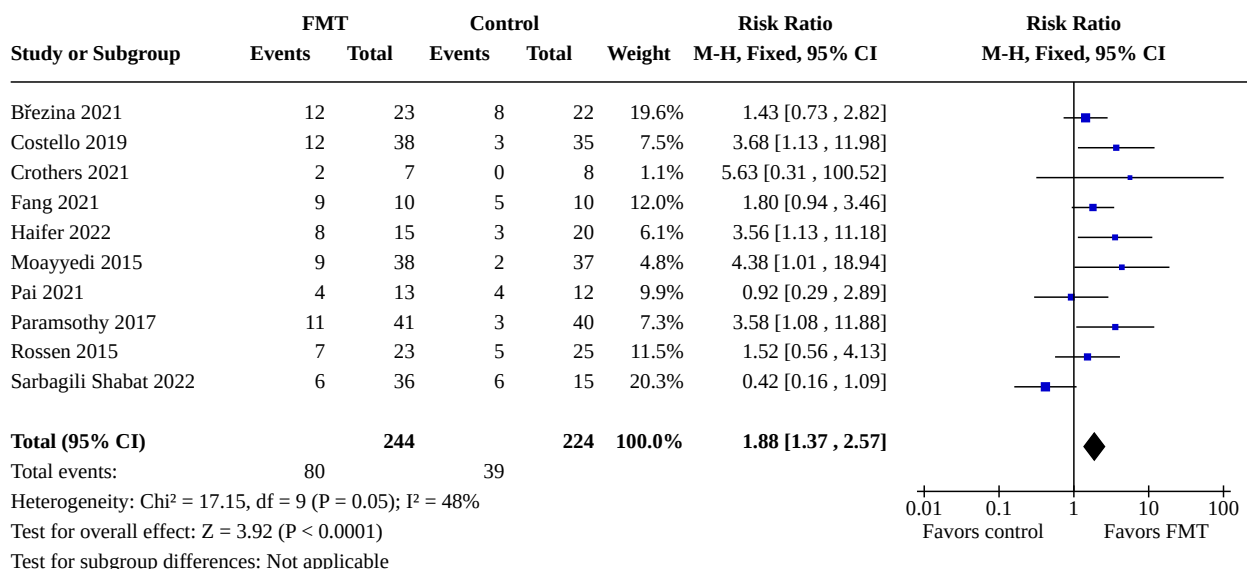 FMT Control Risk Ratio Risk Ratio
Study or Subgroup Events Total Events Total Weight M-H, Fixed, 95% CI M-H, Fixed, 95% CI
Březina 2021 12 23 8 22 19.6% 1.43 [0.73 , 2.82]
Costello 2019 12 38 3 35 7.5% 3.68 [1.13 , 11.98]
Crothers 2021 2 7 0 8 1.1% 5.63 [0.31 , 100.52]
Fang 2021 9 10 5 10 12.0% 1.80 [0.94 , 3.46]
Haifer 2022 8 15 3 20 6.1% 3.56 [1.13 , 11.18]
Moayyedi 2015 9 38 2 37 4.8% 4.38 [1.01 , 18.94]
Pai 2021 4 13 4 12 9.9% 0.92 [0.29 , 2.89]
Paramsothy 2017 11 41 3 40 7.3% 3.58 [1.08 , 11.88]
Rossen 2015 7 23 5 25 11.5% 1.52 [0.56 , 4.13]
Sarbagili Shabat 2022 6 36 6 15 20.3% 0.42 [0.16 , 1.09]
Total (95% CI) 244 224 100.0% 1.88 [1.37 , 2.57]
Total events: 80 39
Heterogeneity: Chi² = 17.15, df = 9 (P = 0.05); I² = 48%
0.01 0.1 1 10 100
Test for overall effect: Z = 3.92 (P < 0.0001)
Favors control Favors FMT
Test for subgroup differences: Not applicable